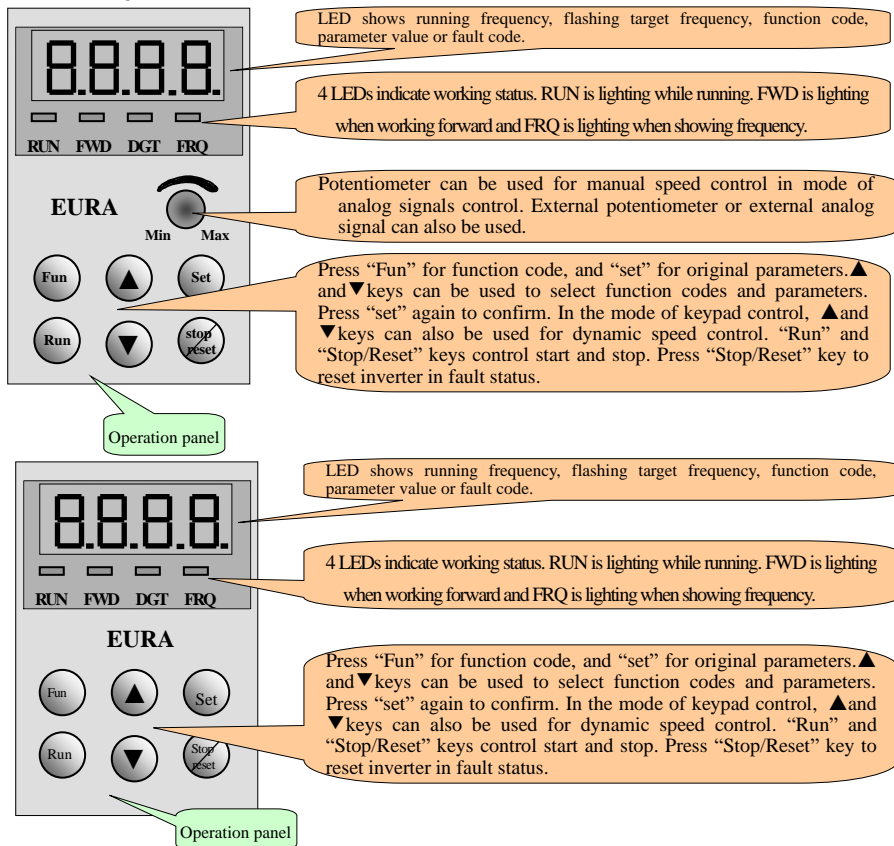 LED shows running frequency, flashing target frequency, function code,
parameter value or fault code.
8.8.8.8.
4 LEDs indicate working status. RUN is lighting while running. FWD is lighting
when working forward and FRQ is lighting when showing frequency.
RUN FWD DGT FRQ
Potentiometer can be used for manual speed control in mode of
analog signals control. External potentiometer or external analog
signal can also be used.
EURA
Min Max
Press “Fun” for function code, and “set” for original parameters.▲
and▼keys can be used to select function codes and parameters.
Press “set” again to confirm. In the mode of keypad control, ▲and
▼keys can also be used for dynamic speed control. “Run” and
“Stop/Reset” keys control start and stop. Press “Stop/Reset” key to
reset inverter in fault status.
Fun ▲ Set
Run ▼ stop
reset
Operation panel
LED shows running frequency, flashing target frequency, function code,
parameter value or fault code.
8.8.8.8.
4 LEDs indicate working status. RUN is lighting while running. FWD is lighting
when working forward and FRQ is lighting when showing frequency.
RUN FWD DGT FRQ
EURA
Press “Fun” for function code, and “set” for original parameters.▲
and▼keys can be used to select function codes and parameters.
Press “set” again to confirm. In the mode of keypad control, ▲and
▼keys can also be used for dynamic speed control. “Run” and
“Stop/Reset” keys control start and stop. Press “Stop/Reset” key to
reset inverter in fault status.
Fun ▲ Set
Run ▼ Stop
reset
Operation panel